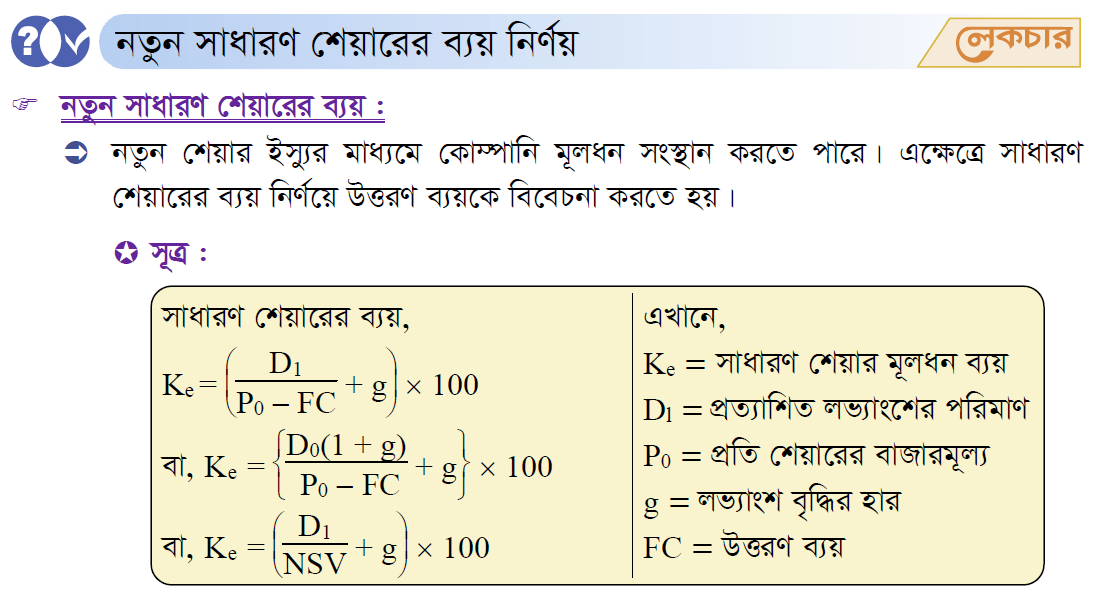 নতুন সাধারণ শেয়ারের ব্যয় নির্ণয়
লেকচার
নতুন সাধারণ শেয়ারের ব্যয় :
নতুন শেয়ার ইস্যুর মাধ্যমে কোম্পানি মূলধন সংস্থান করতে পারে। এক্ষেত্রে সাধারণ
শেয়ারের ব্যয় নির্ণয়ে উত্তরণ ব্যয়কে বিবেচনা করতে হয়।
সূত্র :
সাধারণ শেয়ারের ব্যয়,
Kₑ = (D₁ / (P₀ – FC) + g) × 100
বা, Kₑ = {D₀(1 + g) / (P₀ – FC) + g} × 100
বা, Kₑ = (D₁ / NSV + g) × 100
এখানে,
Kₑ = সাধারণ শেয়ার মূলধন ব্যয়
D₁ = প্রত্যাশিত লভ্যাংশের পরিমাণ
P₀ = প্রতি শেয়ারের বাজারমূল্য
g = লভ্যাংশ বৃদ্ধির হার
FC = উত্তরণ ব্যয়